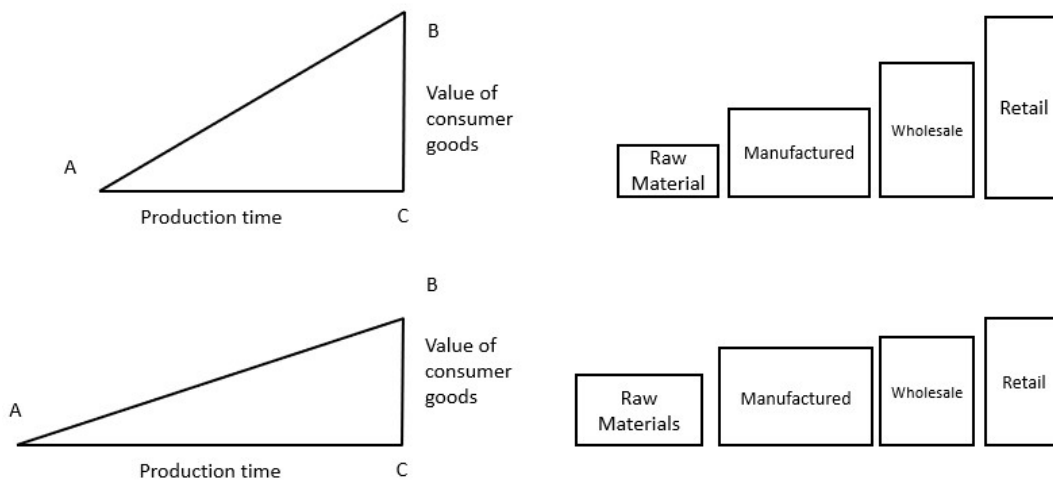 B
Value of
consumer
goods
A
Production time
C
Raw
Material
Manufactured
Wholesale
Retail
B
Value of
consumer
goods
A
Production time
C
Raw
Materials
Manufactured
Wholesale
Retail